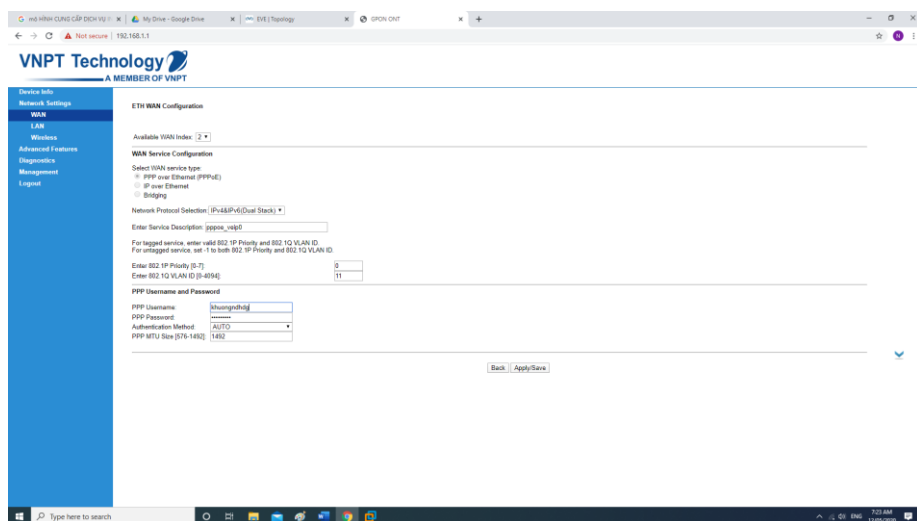 mô HÌNH CUNG CẤP DỊCH VỤ
My Drive - Google Drive
EVE | Topology
GPON ONT
Not secure | 192.168.1.1
N
VNPT Technology
A MEMBER OF VNPT
Device Info
Network Settings
WAN
LAN
Wireless
Advanced Features
Diagnostics
Management
Logout
ETH WAN Configuration
Available WAN Index: 2
WAN Service Configuration
Select WAN service type:
PPP over Ethernet (PPPoE)
IP over Ethernet
Bridging
Network Protocol Selection: IPv4&IPv6(Dual Stack)
Enter Service Description: pppoe_veip0
For tagged service, enter valid 802.1P Priority and 802.1Q VLAN ID.
For untagged service, set -1 to both 802.1P Priority and 802.1Q VLAN ID.
Enter 802.1P Priority [0-7]: 0
Enter 802.1Q VLAN ID [0-4094]: 11
PPP Username and Password
PPP Username: khuongndhdg
PPP Password: •••••••••
Authentication Method: AUTO
PPP MTU Size [576-1492]: 1492
Back Apply/Save
Type here to search
ENG
7:23 AM
12/05/2020